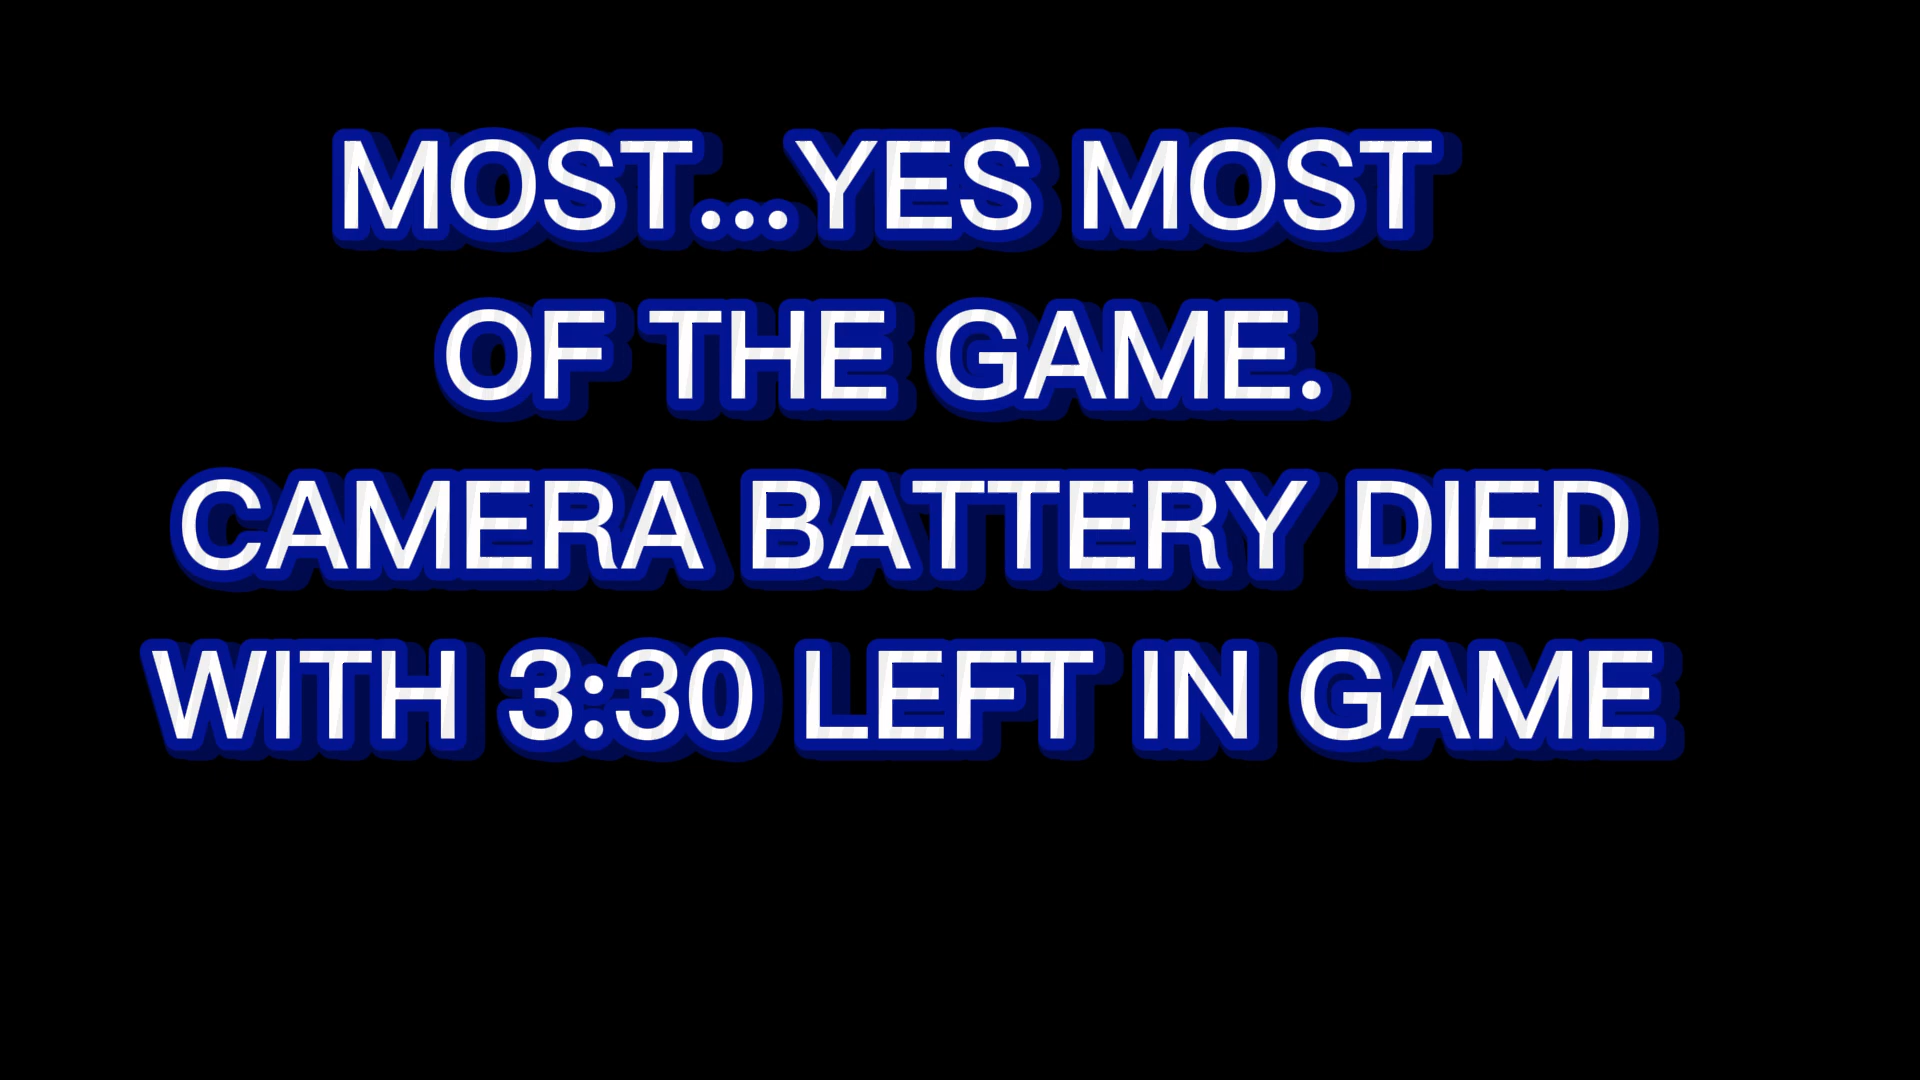 MOST...YES MOST
OF THE GAME.
CAMERA BATTERY DIED
WITH 3:30 LEFT IN GAME